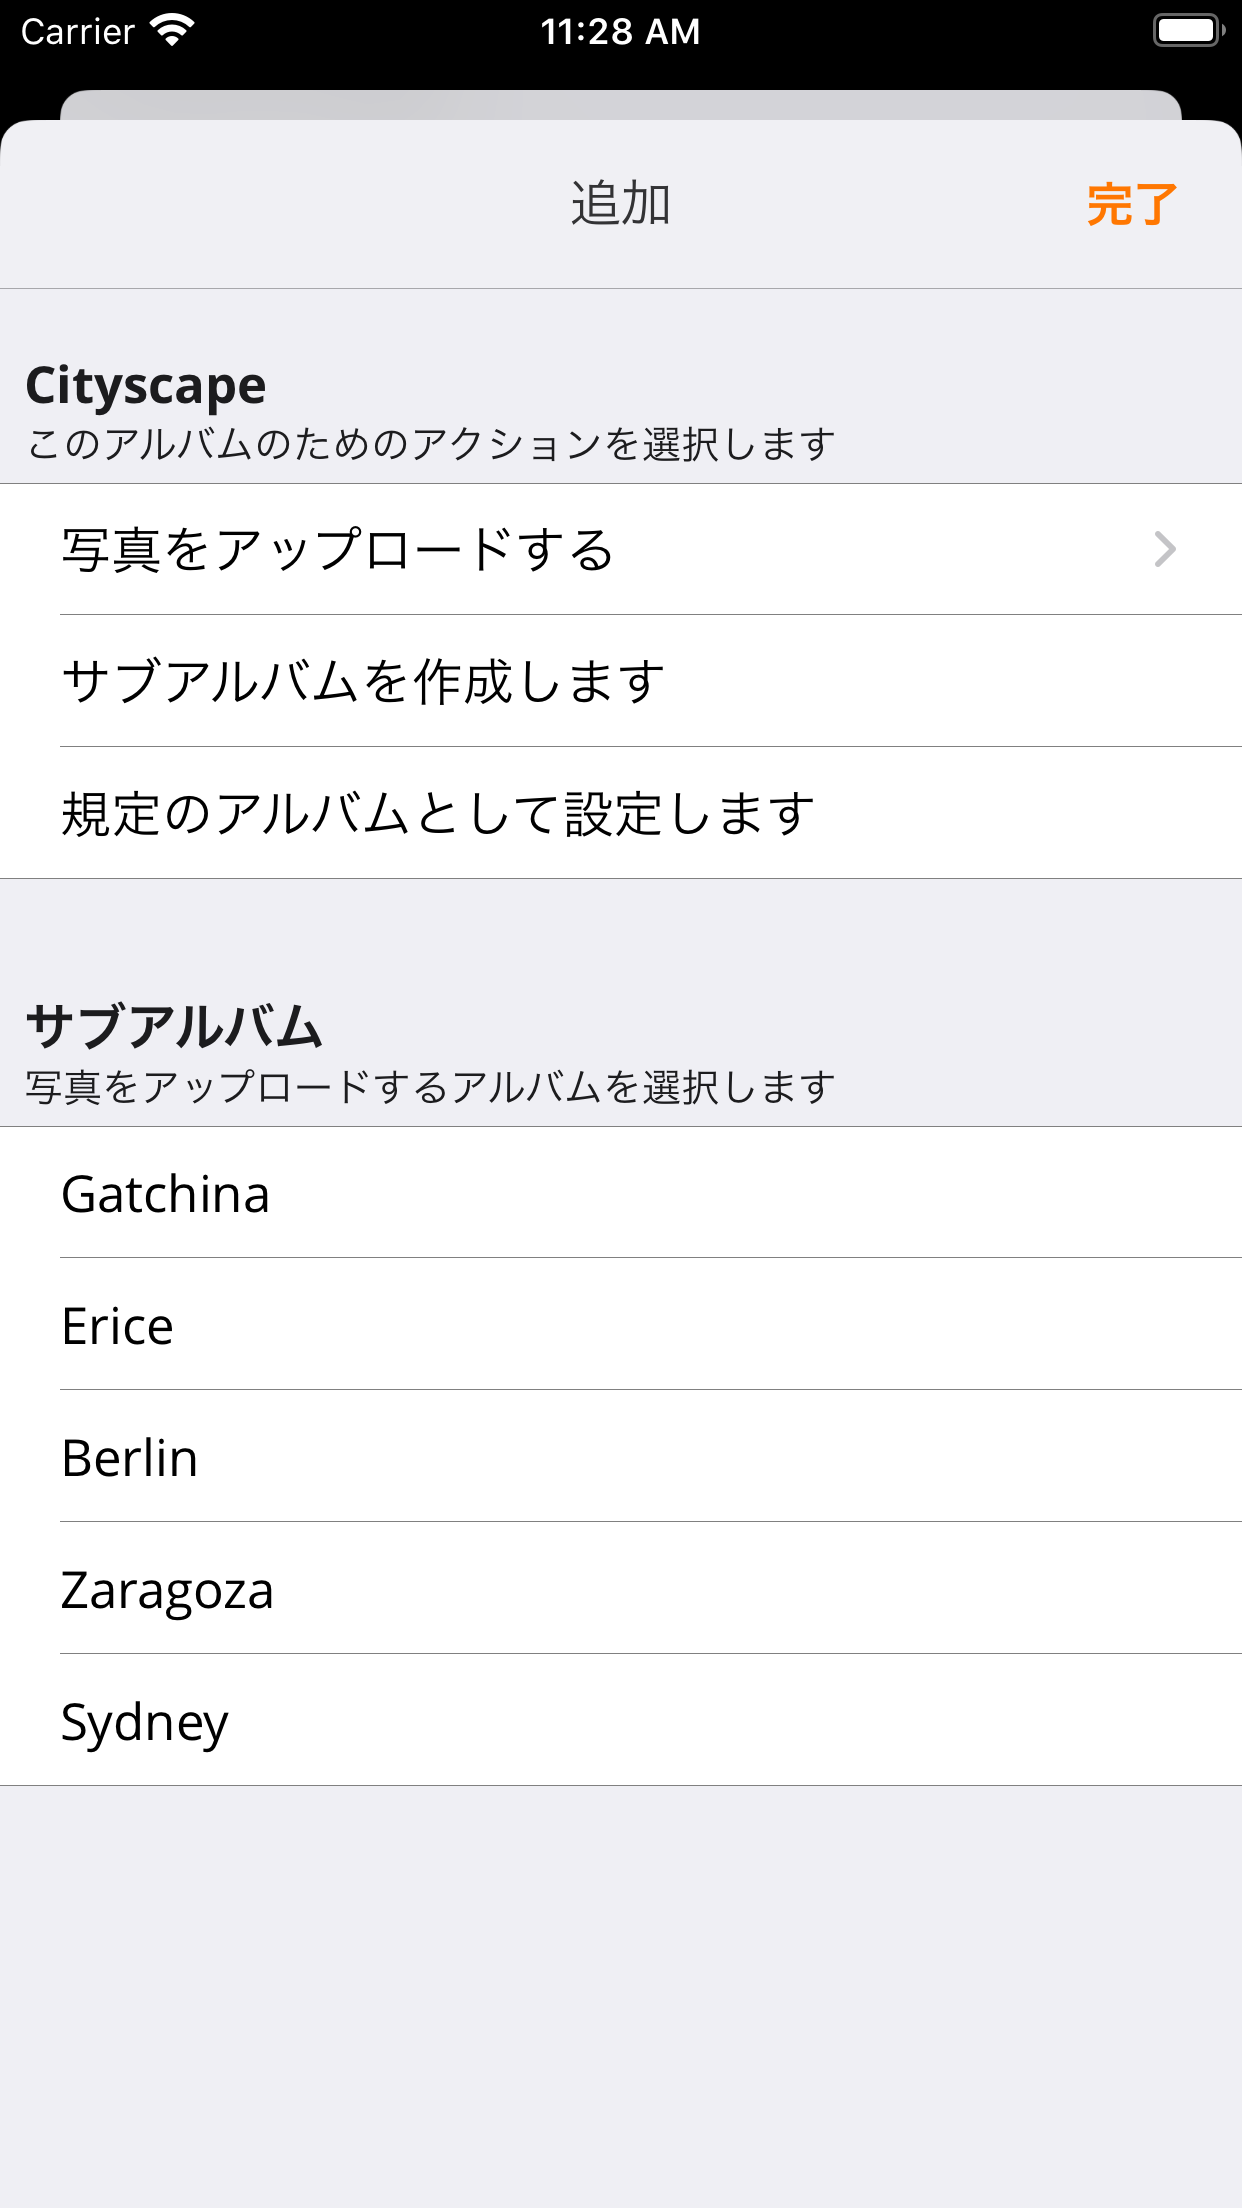 Carrier 11:28 AM
追加 完了
Cityscape
このアルバムのためのアクションを選択します
写真をアップロードする
サブアルバムを作成します
規定のアルバムとして設定します
サブアルバム
写真をアップロードするアルバムを選択します
Gatchina
Erice
Berlin
Zaragoza
Sydney